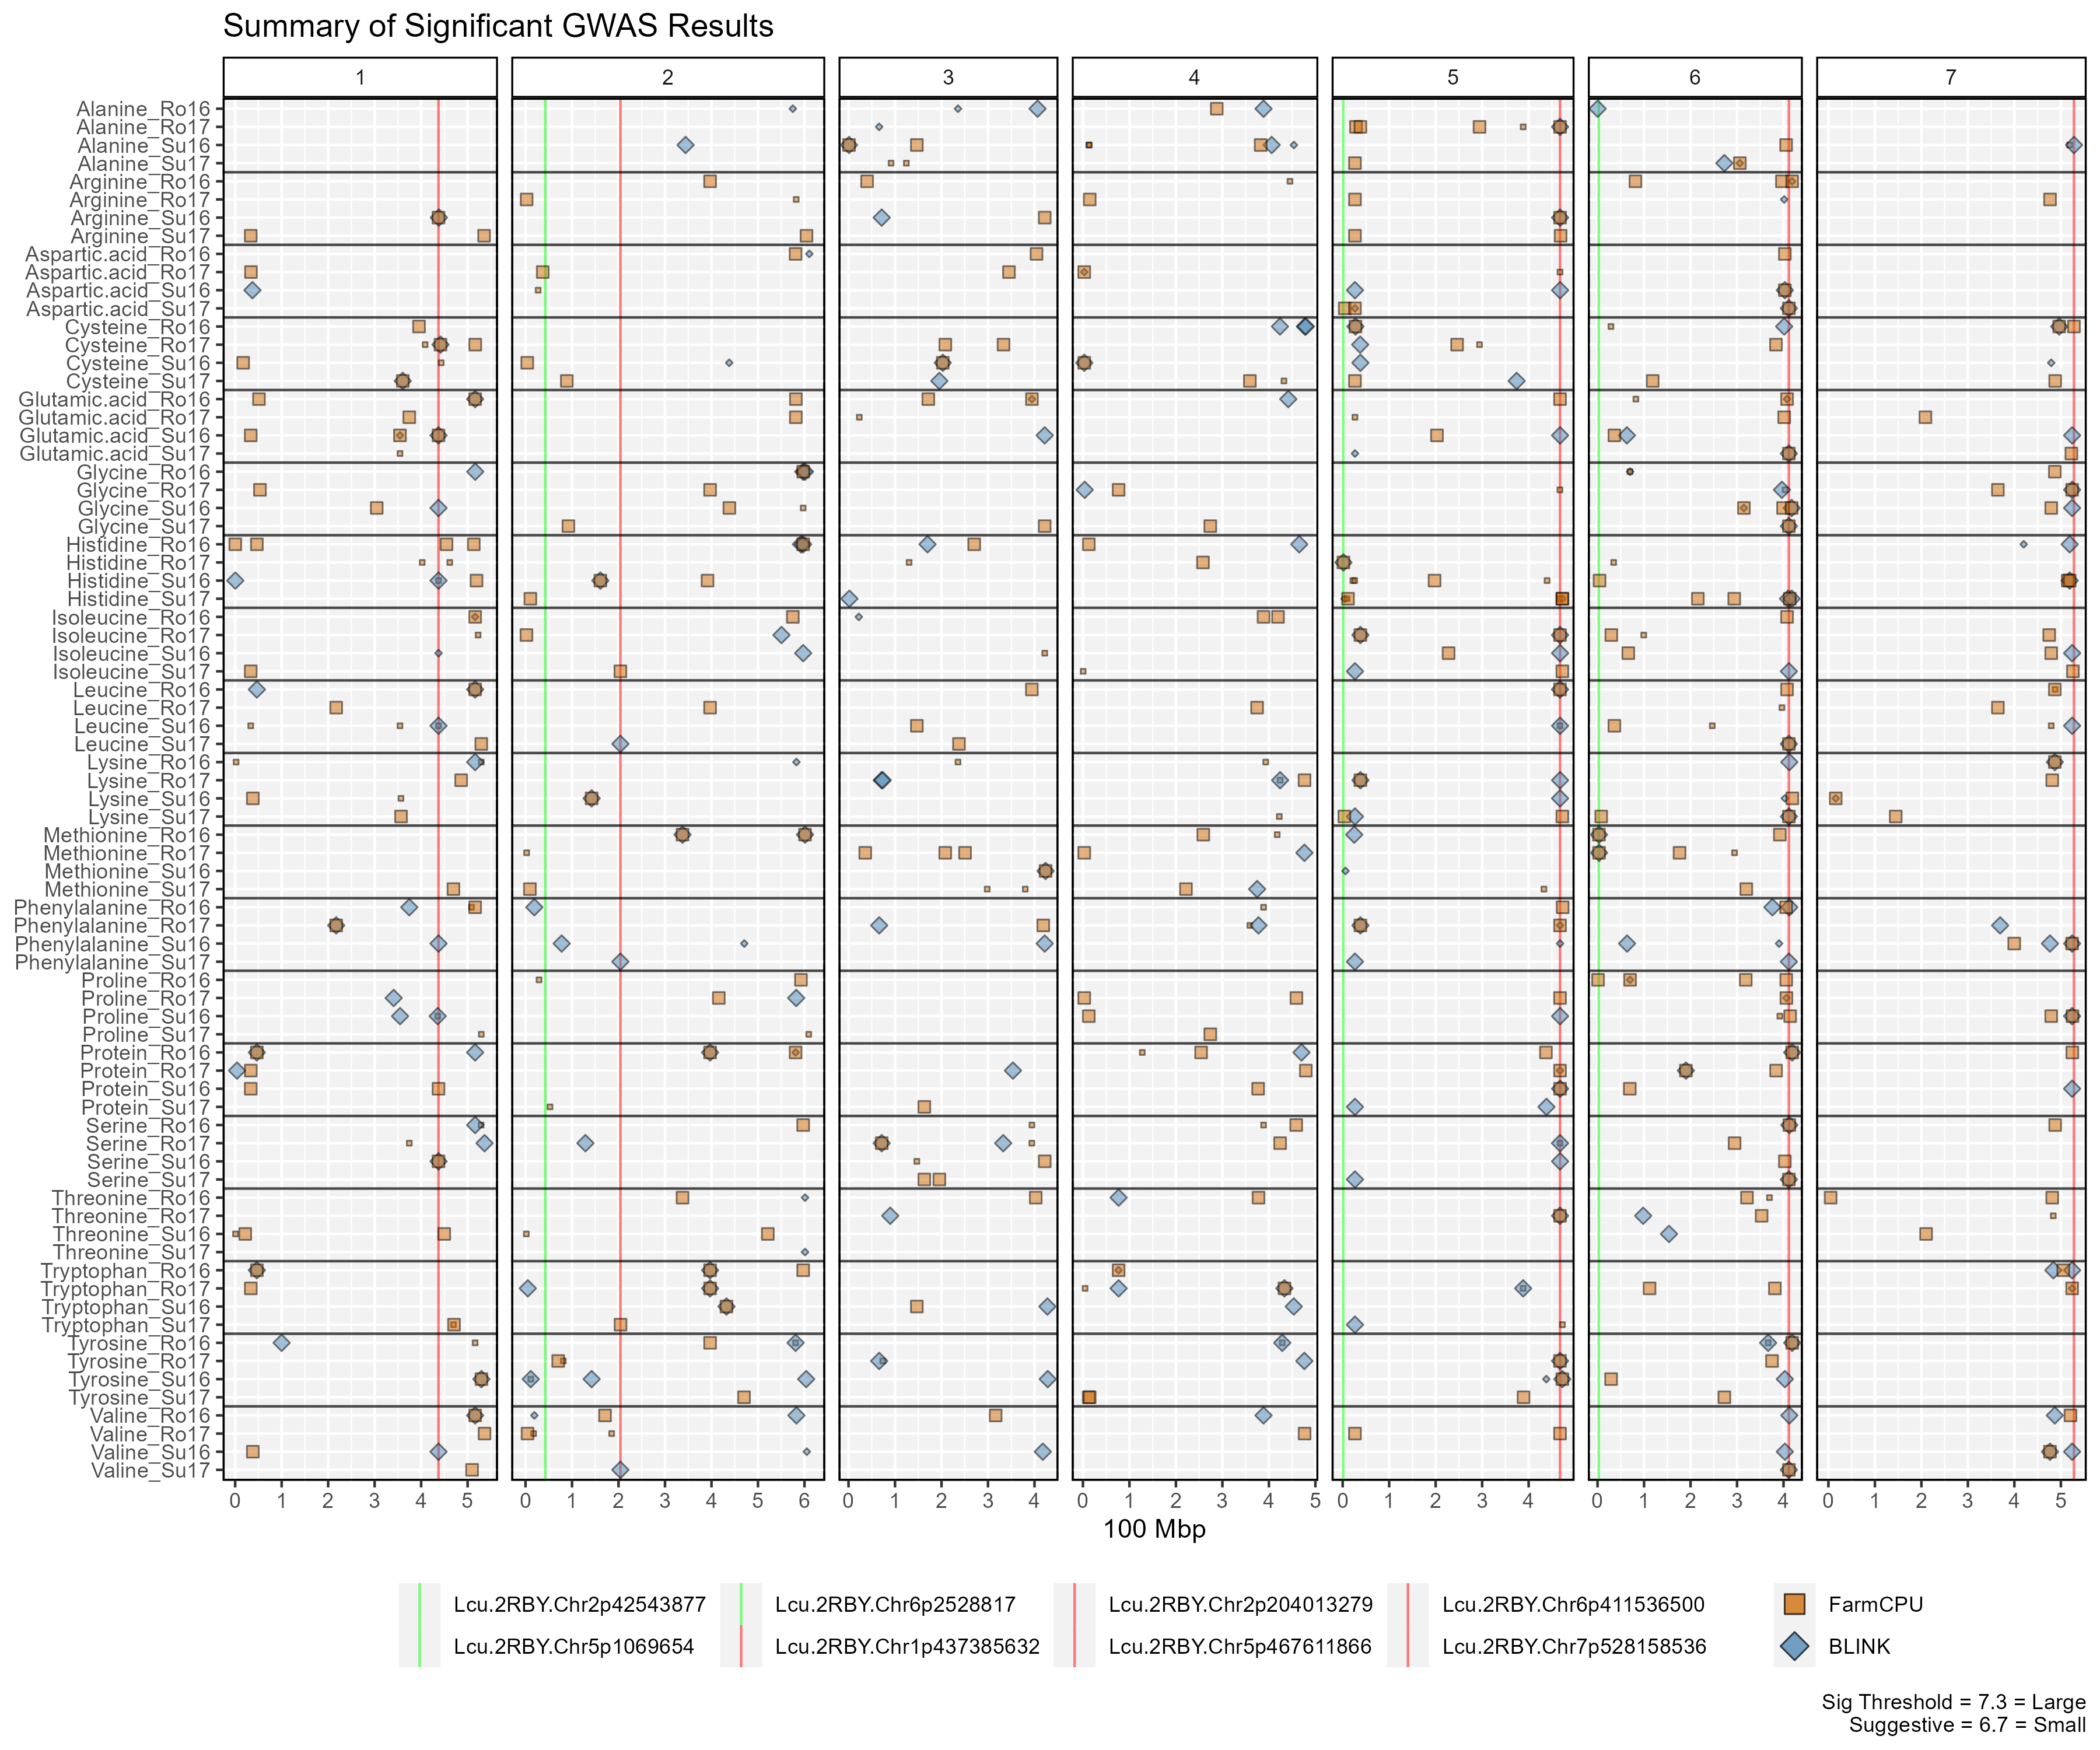 Summary of Significant GWAS Results
1 2 3 4 5 6 7
Alanine_Ro16
Alanine_Ro17
Alanine_Su16
Alanine_Su17
Arginine_Ro16
Arginine_Ro17
Arginine_Su16
Arginine_Su17
Aspartic.acid_Ro16
Aspartic.acid_Ro17
Aspartic.acid_Su16
Aspartic.acid_Su17
Cysteine_Ro16
Cysteine_Ro17
Cysteine_Su16
Cysteine_Su17
Glutamic.acid_Ro16
Glutamic.acid_Ro17
Glutamic.acid_Su16
Glutamic.acid_Su17
Glycine_Ro16
Glycine_Ro17
Glycine_Su16
Glycine_Su17
Histidine_Ro16
Histidine_Ro17
Histidine_Su16
Histidine_Su17
Isoleucine_Ro16
Isoleucine_Ro17
Isoleucine_Su16
Isoleucine_Su17
Leucine_Ro16
Leucine_Ro17
Leucine_Su16
Leucine_Su17
Lysine_Ro16
Lysine_Ro17
Lysine_Su16
Lysine_Su17
Methionine_Ro16
Methionine_Ro17
Methionine_Su16
Methionine_Su17
Phenylalanine_Ro16
Phenylalanine_Ro17
Phenylalanine_Su16
Phenylalanine_Su17
Proline_Ro16
Proline_Ro17
Proline_Su16
Proline_Su17
Protein_Ro16
Protein_Ro17
Protein_Su16
Protein_Su17
Serine_Ro16
Serine_Ro17
Serine_Su16
Serine_Su17
Threonine_Ro16
Threonine_Ro17
Threonine_Su16
Threonine_Su17
Tryptophan_Ro16
Tryptophan_Ro17
Tryptophan_Su16
Tryptophan_Su17
Tyrosine_Ro16
Tyrosine_Ro17
Tyrosine_Su16
Tyrosine_Su17
Valine_Ro16
Valine_Ro17
Valine_Su16
Valine_Su17
0 1 2 3 4 5 0 1 2 3 4 5 6 0 1 2 3 4 0 1 2 3 4 5 0 1 2 3 4 0 1 2 3 4 0 1 2 3 4 5
100 Mbp
Lcu.2RBY.Chr2p42543877 Lcu.2RBY.Chr6p2528817 Lcu.2RBY.Chr2p204013279 Lcu.2RBY.Chr6p411536500 FarmCPU
Lcu.2RBY.Chr5p1069654 Lcu.2RBY.Chr1p437385632 Lcu.2RBY.Chr5p467611866 Lcu.2RBY.Chr7p528158536 BLINK
Sig Threshold = 7.3 = Large
Suggestive = 6.7 = Small